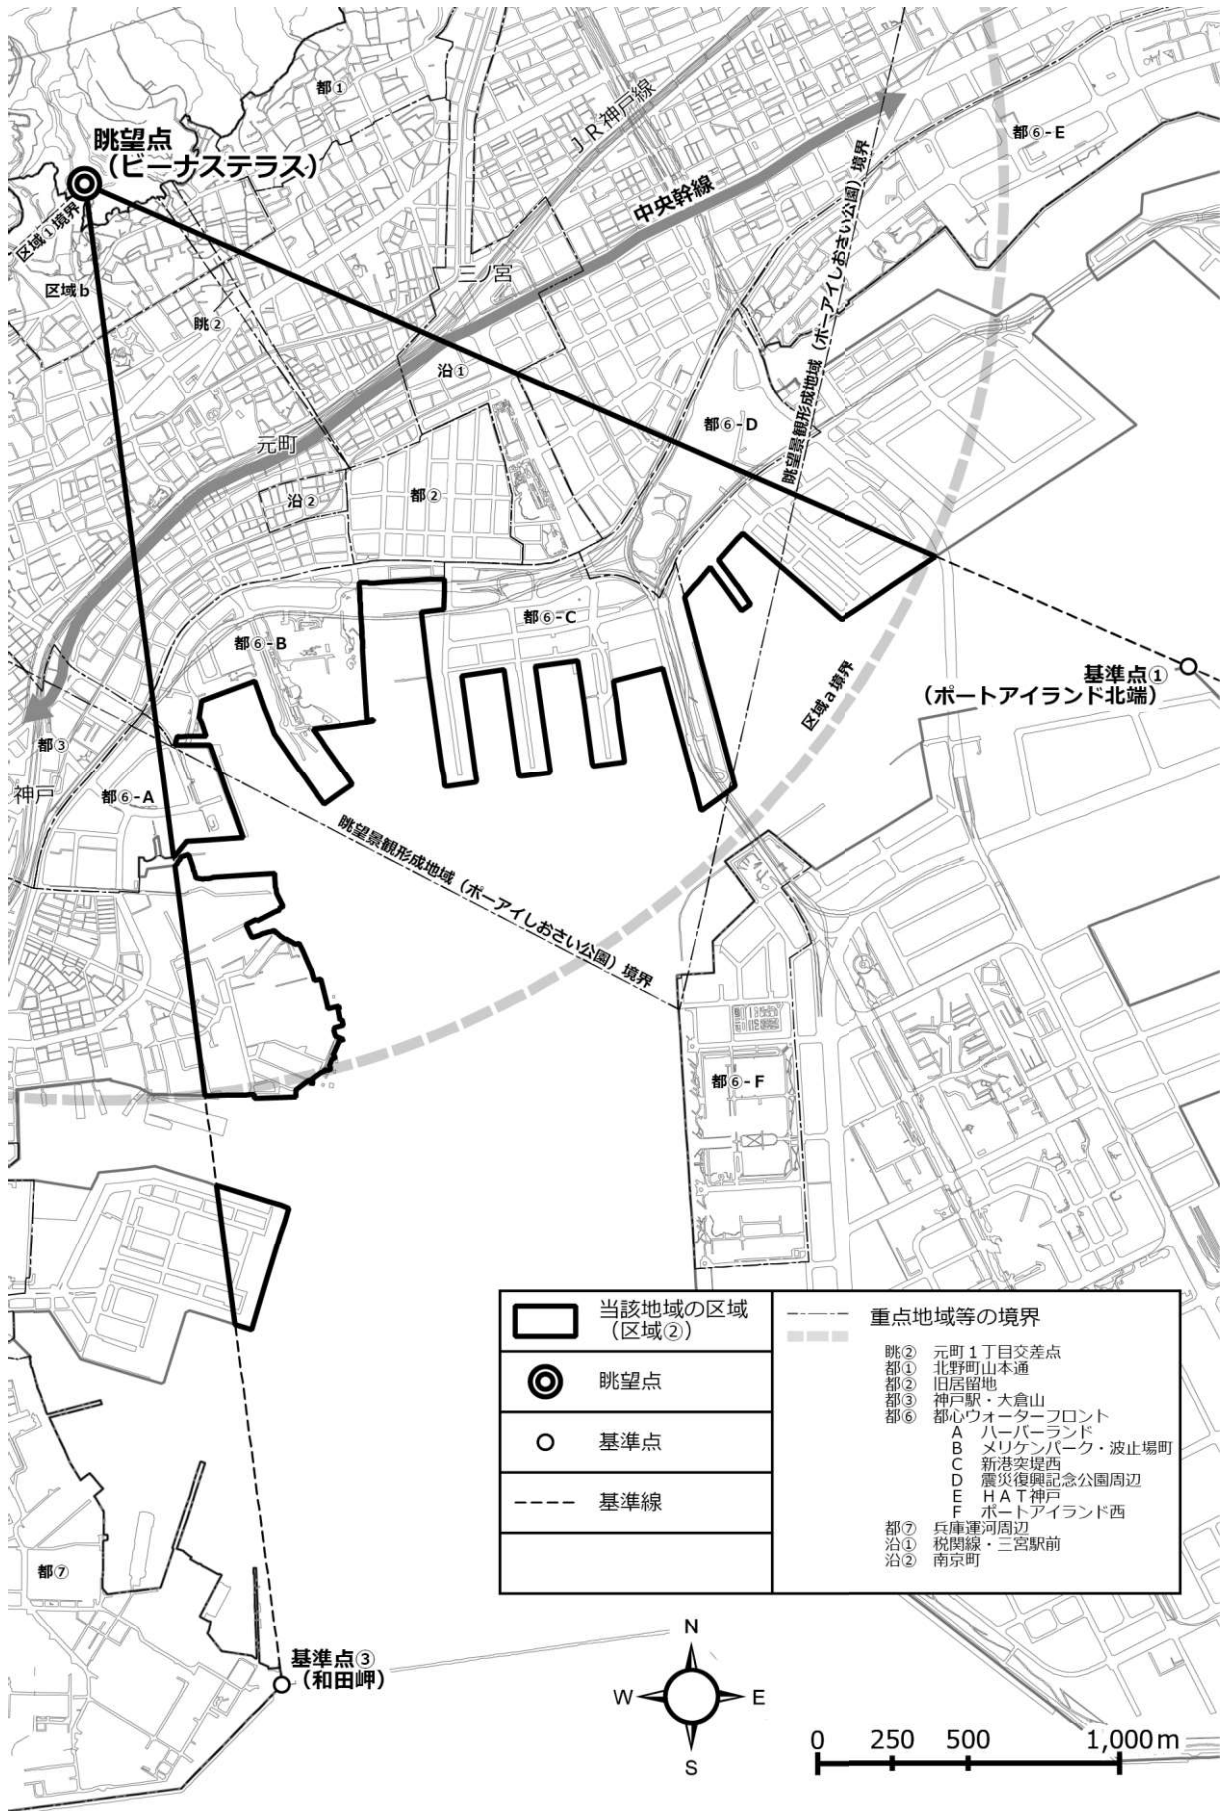 都①
JR神戸線
都⑥-E
眺望点
（ビーナステラス）
中央幹線
区域①境界
区域b
三ノ宮
眺望景観形成地域（ポーアイしおさい公園）境界
眺②
沿①
都⑥-D
元町
沿②
都②
都⑥-C
都⑥-B
基準点①
（ポートアイランド北端）
区域a境界
都③
神戸
都⑥-A
眺望景観形成地域（ポーアイしおさい公園）境界
都⑥-F
当該地域の区域
（区域②）
眺望点
基準点
基準線
重点地域等の境界
眺② 元町１丁目交差点
都① 北野町山本通
都② 旧居留地
都③ 神戸駅・大倉山
都⑥ 都心ウォーターフロント
A ハーバーランド
B メリケンパーク・波止場町
C 新港突堤西
D 震災復興記念公園周辺
E ＨＡＴ神戸
F ポートアイランド西
都⑦ 兵庫運河周辺
沿① 税関線・三宮駅前
沿② 南京町
都⑦
基準点③
（和田岬）
N
W
E
S
0 250 500 1,000m